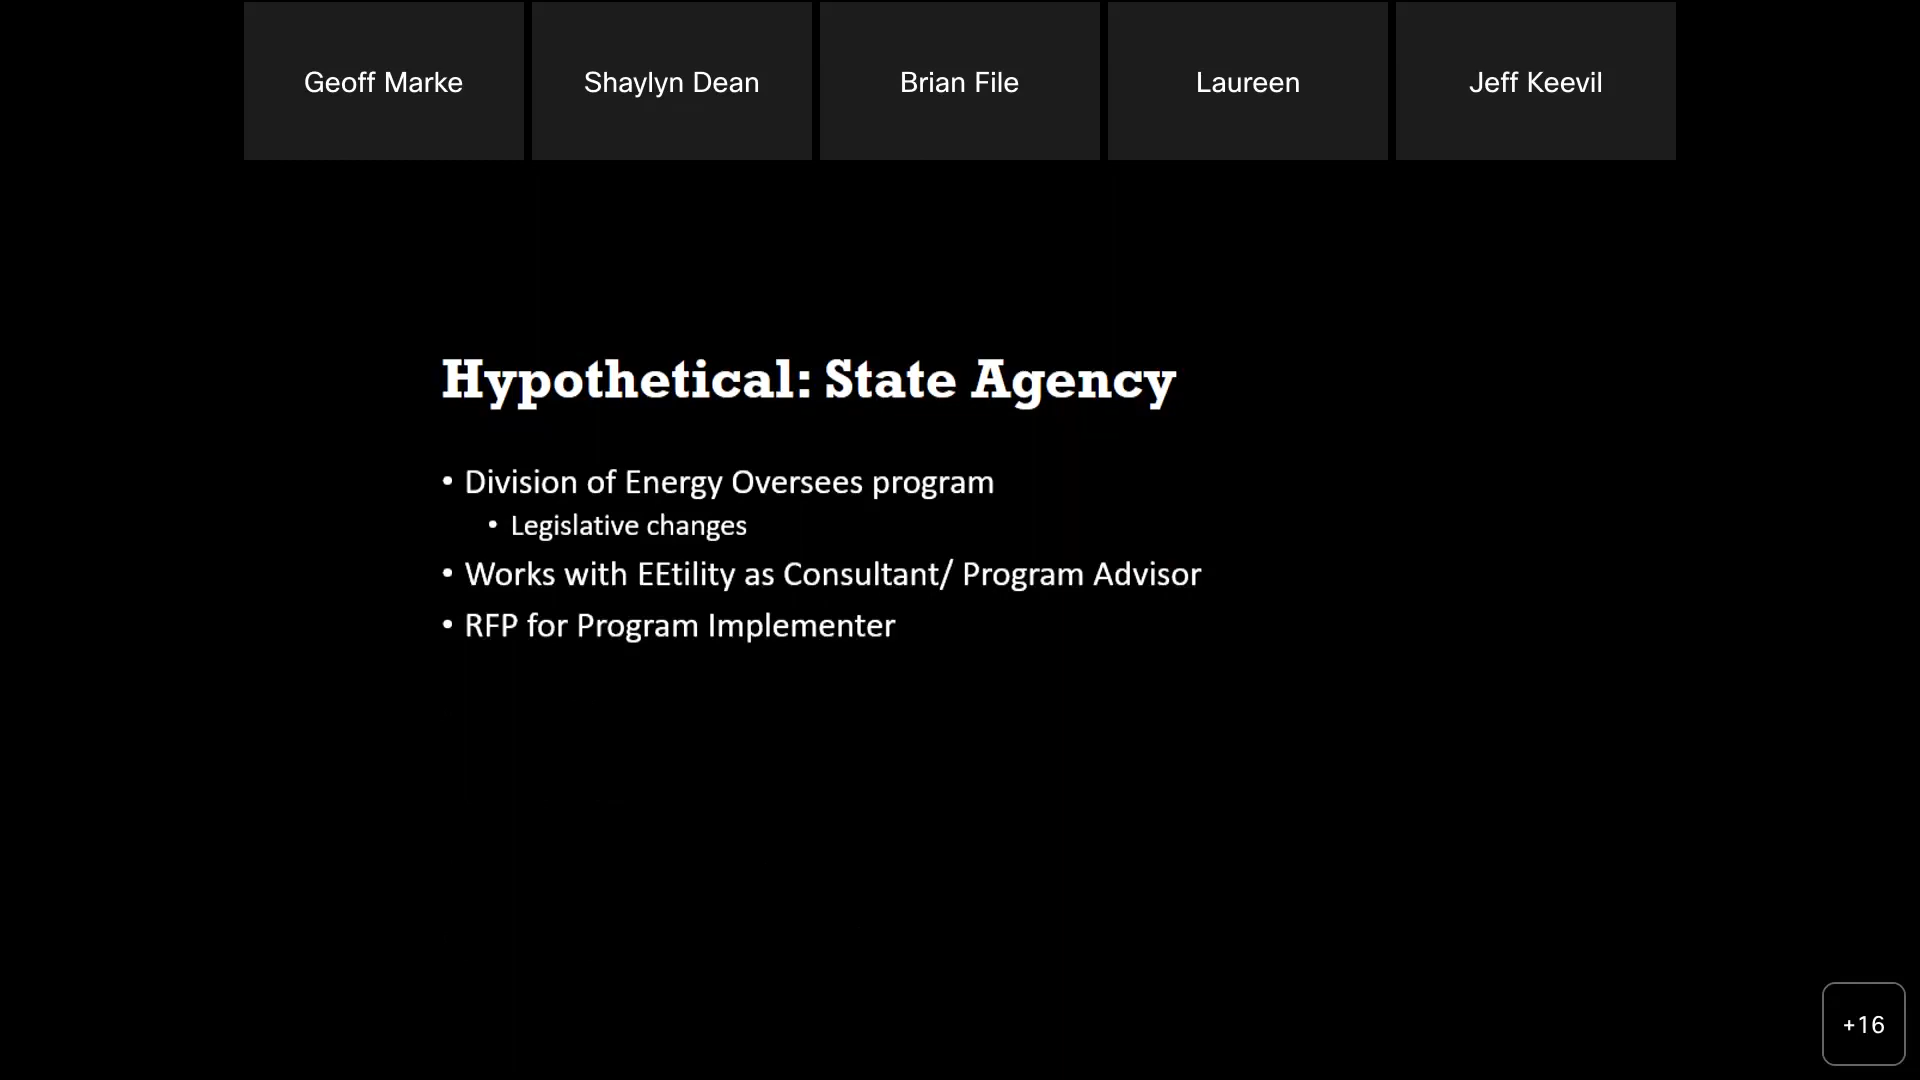 Geoff Marke
Shaylyn Dean
Brian File
Laureen
Jeff Keevil
Hypothetical: State Agency
• Division of Energy Oversees program
• Legislative changes
• Works with EEtility as Consultant/ Program Advisor
• RFP for Program Implementer
+16